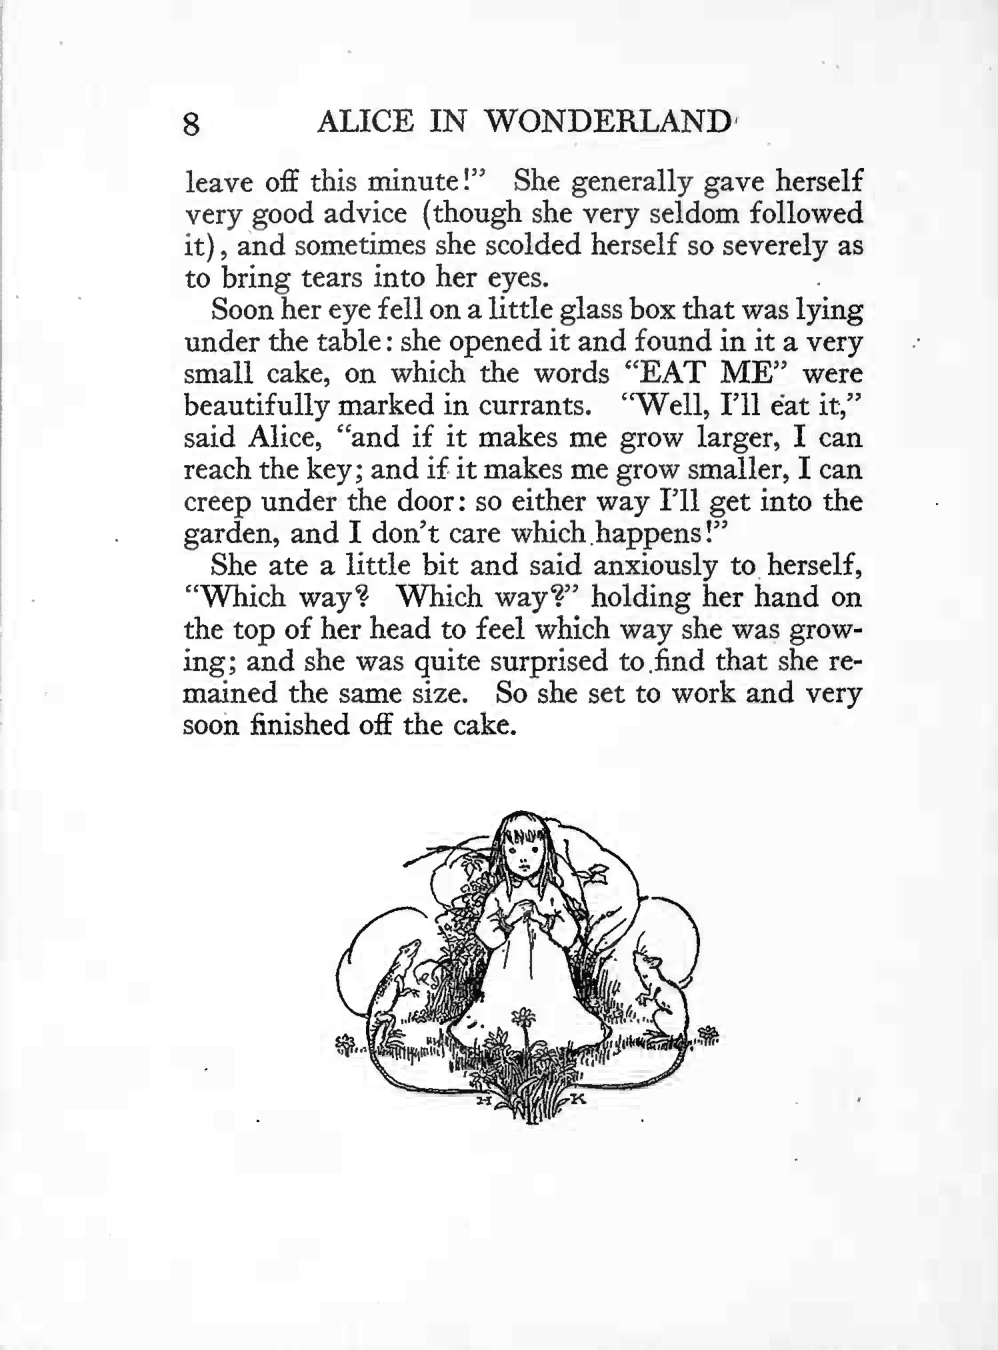 8 ALICE IN WONDERLAND
leave off this minute!” She generally gave herself
very good advice (though she very seldom followed
it), and sometimes she scolded herself so severely as
to bring tears into her eyes.
Soon her eye fell on a little glass box that was lying
under the table: she opened it and found in it a very
small cake, on which the words “EAT ME” were
beautifully marked in currants. “Well, I’ll eat it,”
said Alice, “and if it makes me grow larger, I can
reach the key; and if it makes me grow smaller, I can
creep under the door: so either way I’ll get into the
garden, and I don’t care which happens!”
She ate a little bit and said anxiously to herself,
“Which way? Which way?” holding her hand on
the top of her head to feel which way she was grow-
ing; and she was quite surprised to find that she re-
mained the same size. So she set to work and very
soon finished off the cake.
H K